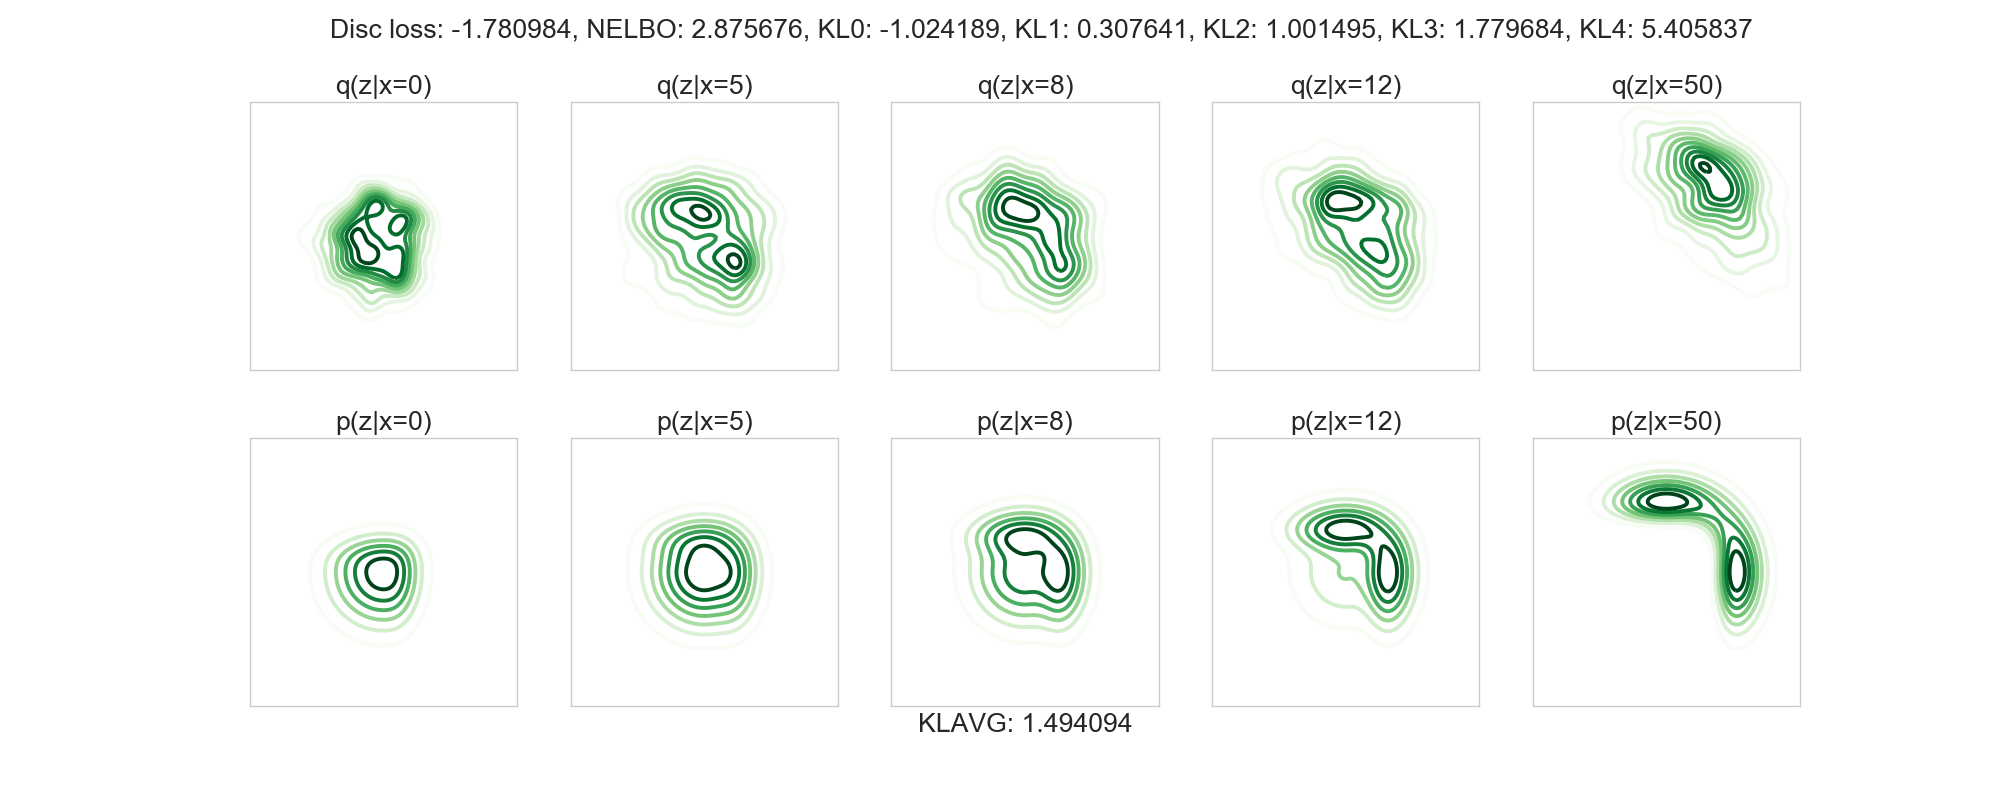 Disc loss: -1.780984, NELBO: 2.875676, KL0: -1.024189, KL1: 0.307641, KL2: 1.001495, KL3: 1.779684, KL4: 5.405837
q(z|x=0) q(z|x=5) q(z|x=8) q(z|x=12) q(z|x=50)
p(z|x=0) p(z|x=5) p(z|x=8) p(z|x=12) p(z|x=50)
KLAVG: 1.494094